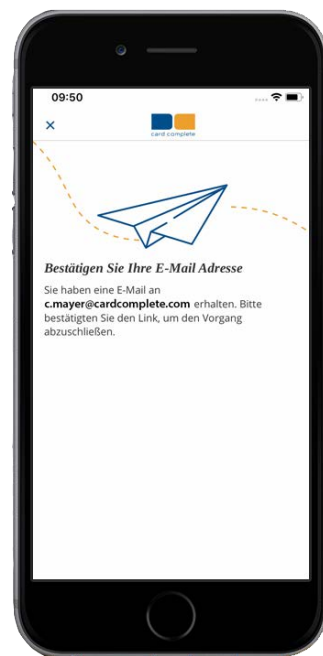 09:50
card complete
Bestätigen Sie Ihre E-Mail Adresse
Sie haben eine E-Mail an
c.mayer@cardcomplete.com erhalten. Bitte
bestätigten Sie den Link, um den Vorgang
abzuschließen.